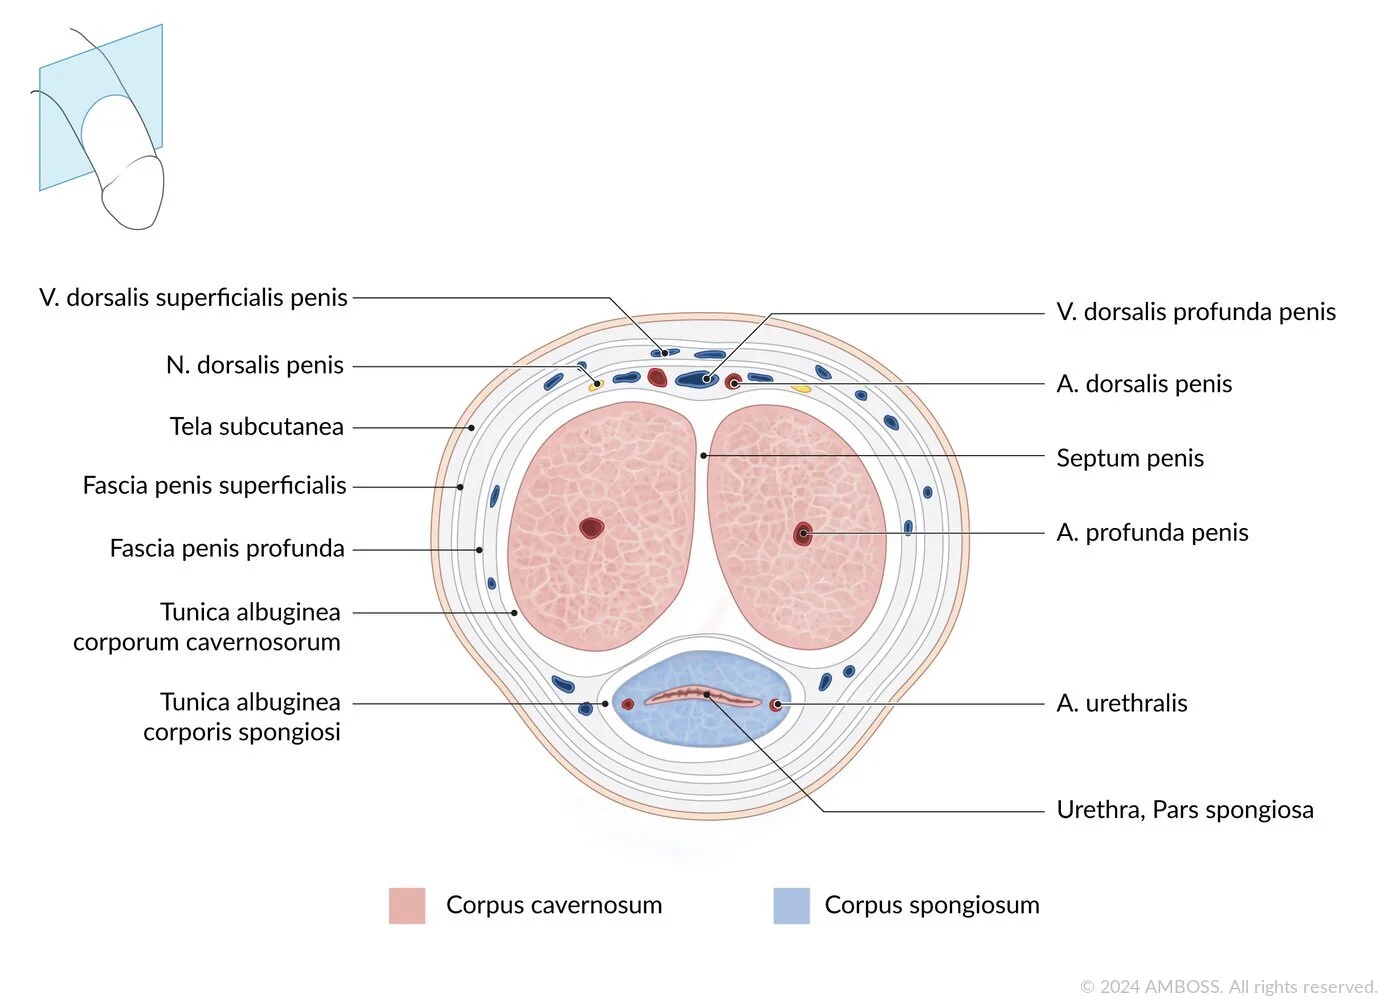 V. dorsalis superficialis penis
N. dorsalis penis
Tela subcutanea
Fascia penis superficialis
Fascia penis profunda
Tunica albuginea
corporum cavernosorum
Tunica albuginea
corporis spongiosi
V. dorsalis profunda penis
A. dorsalis penis
Septum penis
A. profunda penis
A. urethralis
Urethra, Pars spongiosa
Corpus cavernosum
Corpus spongiosum
© 2024 AMBOSS. All rights reserved.